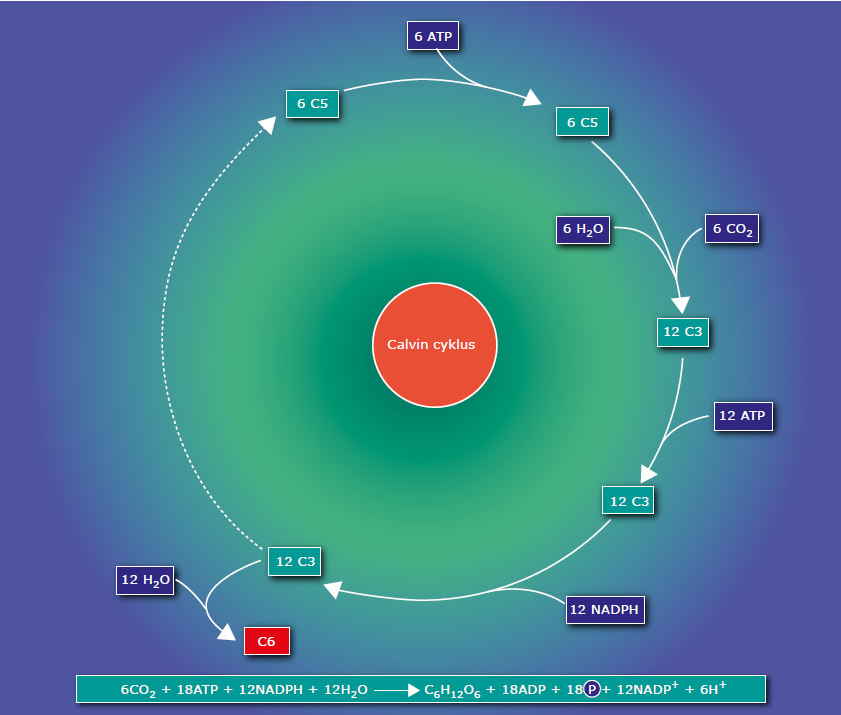 6 ATP
6 C5
6 C5
6 H₂O
6 CO₂
Calvin cyklus
12 C3
12 ATP
12 C3
12 C3
12 H₂O
12 NADPH
C6
6CO₂ + 18ATP + 12NADPH + 12H₂O ⟶ C₆H₁₂O₆ + 18ADP + 18 P + 12NADP⁺ + 6H⁺